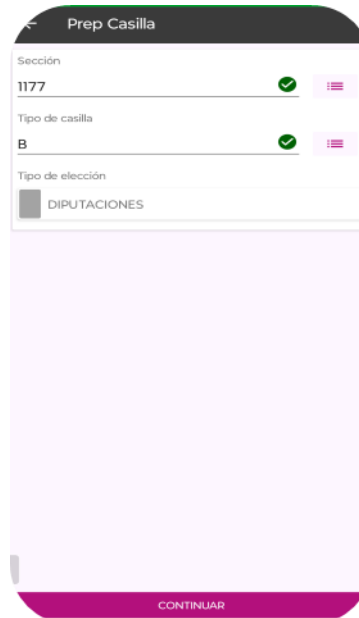 Prep Casilla
Sección
1177
Tipo de casilla
B
Tipo de elección
DIPUTACIONES
CONTINUAR